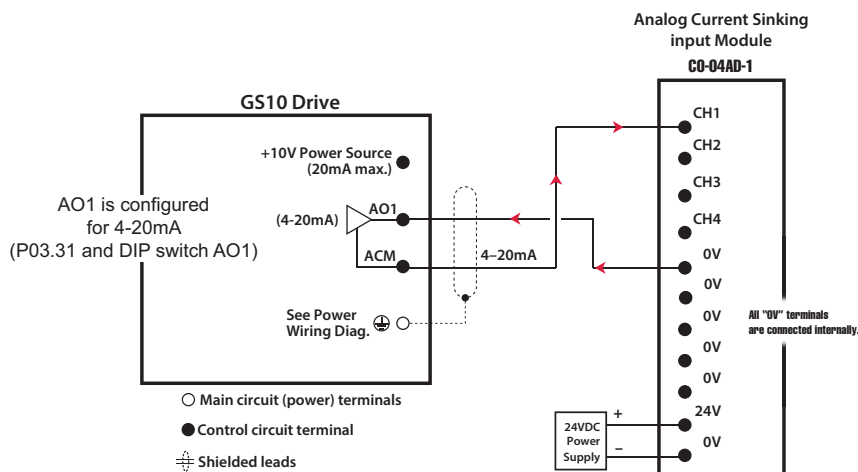 Analog Current Sinking
input Module
C0-04AD-1
GS10 Drive
+10V Power Source
(20mA max.)
AO1 is configured
for 4-20mA
(P03.31 and DIP switch AO1)
(4-20mA)
AO1
ACM
4–20mA
See Power
Wiring Diag.
CH1
CH2
CH3
CH4
0V
0V
0V
0V
0V
24V
0V
All "0V" terminals
are connected internally.
24VDC
Power
Supply
+
–
Main circuit (power) terminals
Control circuit terminal
Shielded leads